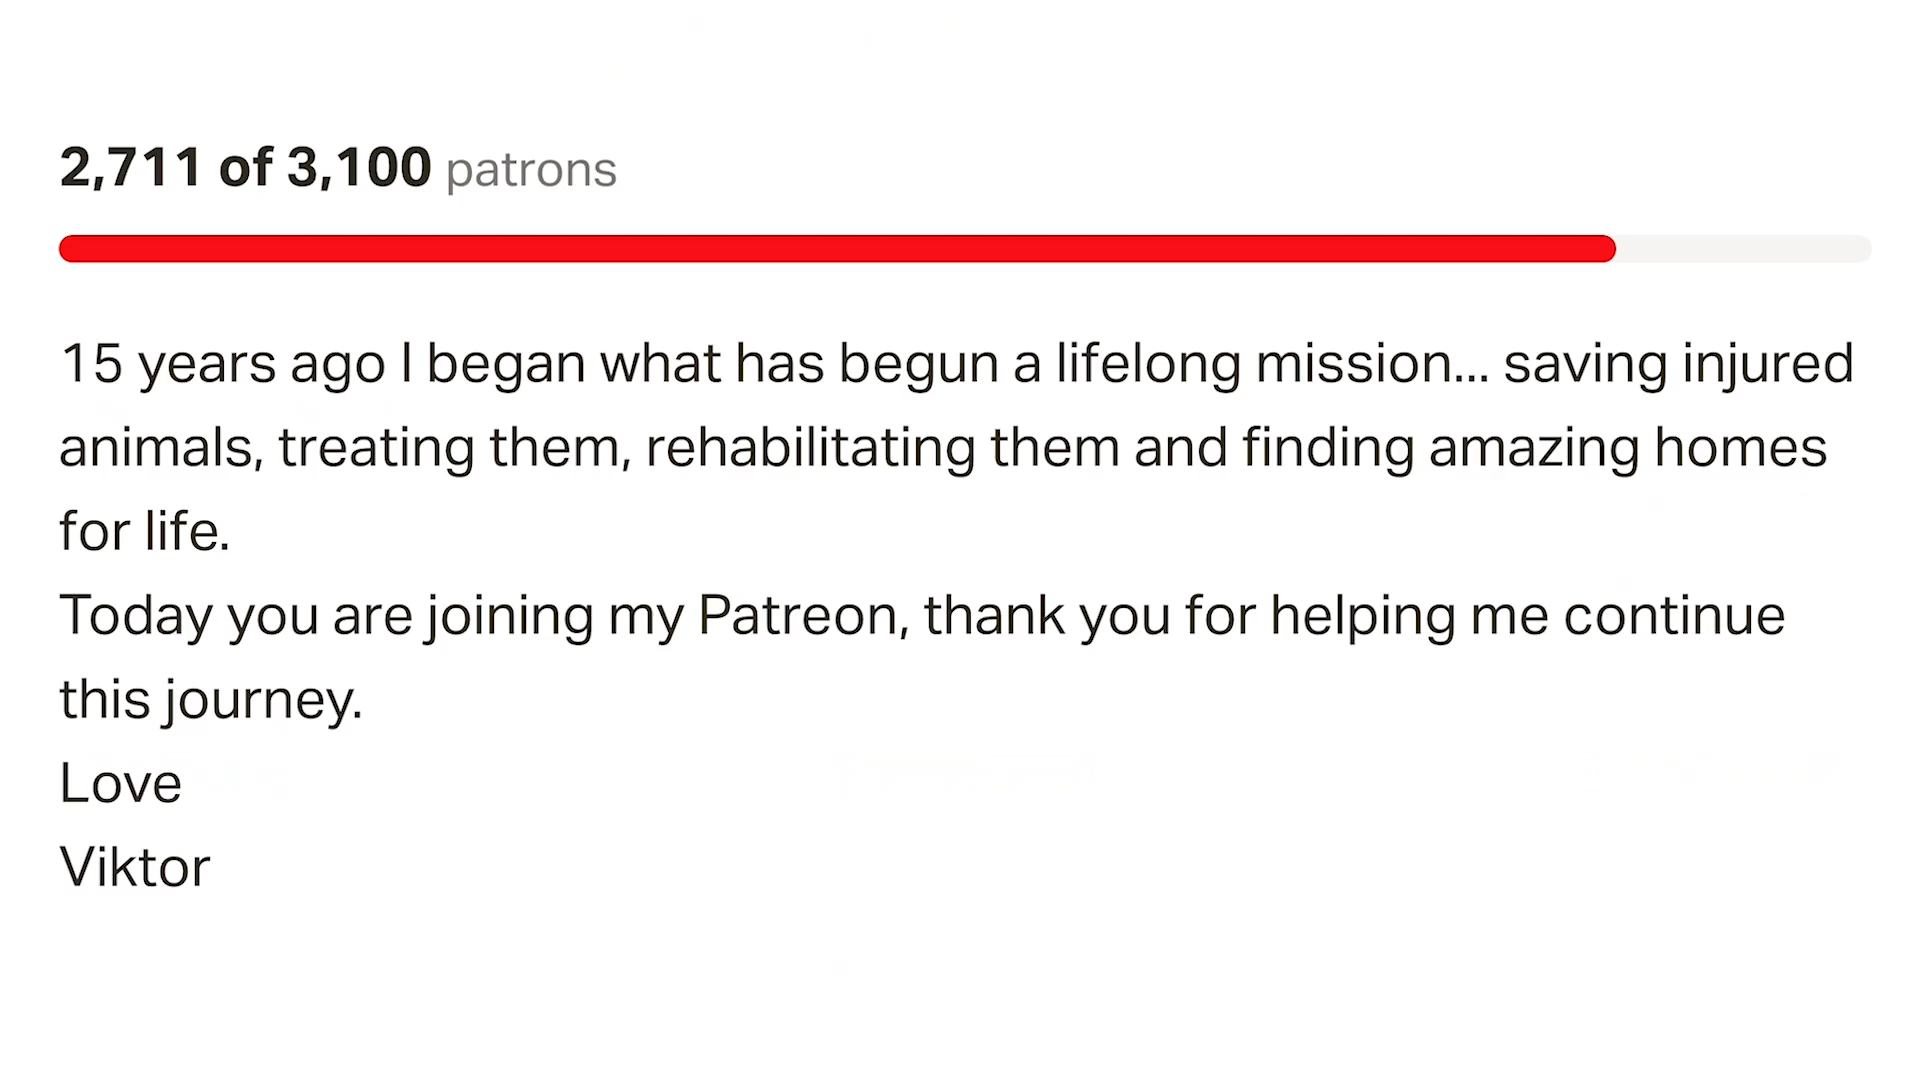 2,711 of 3,100 patrons
15 years ago I began what has begun a lifelong mission... saving injured
animals, treating them, rehabilitating them and finding amazing homes
for life.
Today you are joining my Patreon, thank you for helping me continue
this journey.
Love
Viktor